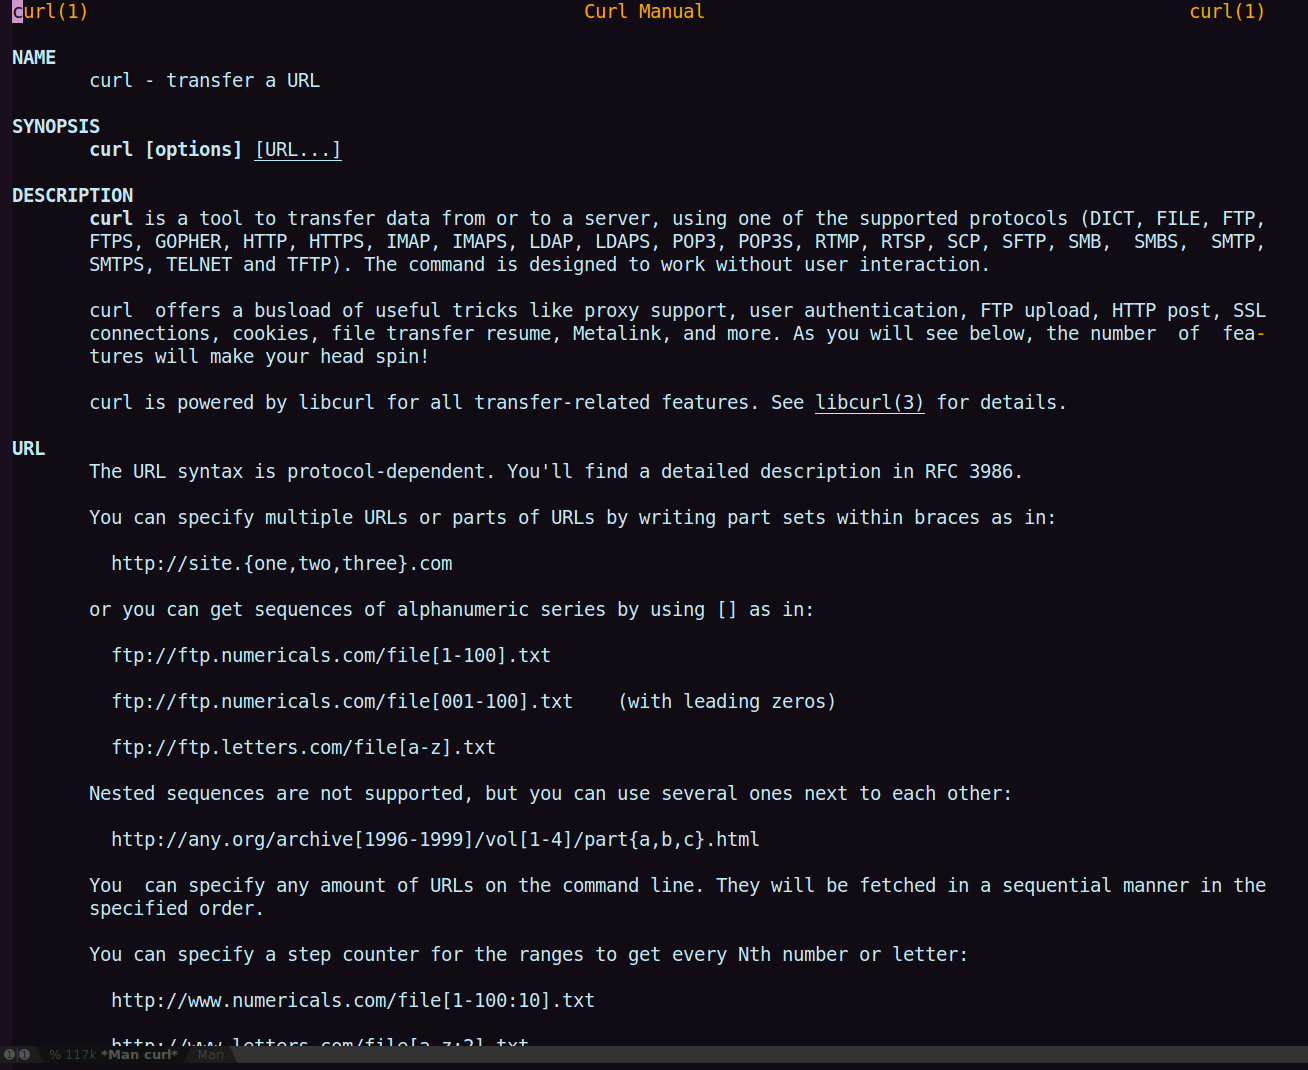 curl(1) Curl Manual curl(1)
NAME
curl - transfer a URL
SYNOPSIS
curl [options] [URL...]
DESCRIPTION
curl is a tool to transfer data from or to a server, using one of the supported protocols (DICT, FILE, FTP,
FTPS, GOPHER, HTTP, HTTPS, IMAP, IMAPS, LDAP, LDAPS, POP3, POP3S, RTMP, RTSP, SCP, SFTP, SMB, SMBS, SMTP,
SMTPS, TELNET and TFTP). The command is designed to work without user interaction.
curl offers a busload of useful tricks like proxy support, user authentication, FTP upload, HTTP post, SSL
connections, cookies, file transfer resume, Metalink, and more. As you will see below, the number of fea-
tures will make your head spin!
curl is powered by libcurl for all transfer-related features. See libcurl(3) for details.
URL
The URL syntax is protocol-dependent. You'll find a detailed description in RFC 3986.
You can specify multiple URLs or parts of URLs by writing part sets within braces as in:
http://site.{one,two,three}.com
or you can get sequences of alphanumeric series by using [] as in:
ftp://ftp.numericals.com/file[1-100].txt
ftp://ftp.numericals.com/file[001-100].txt (with leading zeros)
ftp://ftp.letters.com/file[a-z].txt
Nested sequences are not supported, but you can use several ones next to each other:
http://any.org/archive[1996-1999]/vol[1-4]/part{a,b,c}.html
You can specify any amount of URLs on the command line. They will be fetched in a sequential manner in the
specified order.
You can specify a step counter for the ranges to get every Nth number or letter:
http://www.numericals.com/file[1-100:10].txt
http://www.letters.com/file[a-z:2].txt
❶|❶ % 117k *Man curl* Man